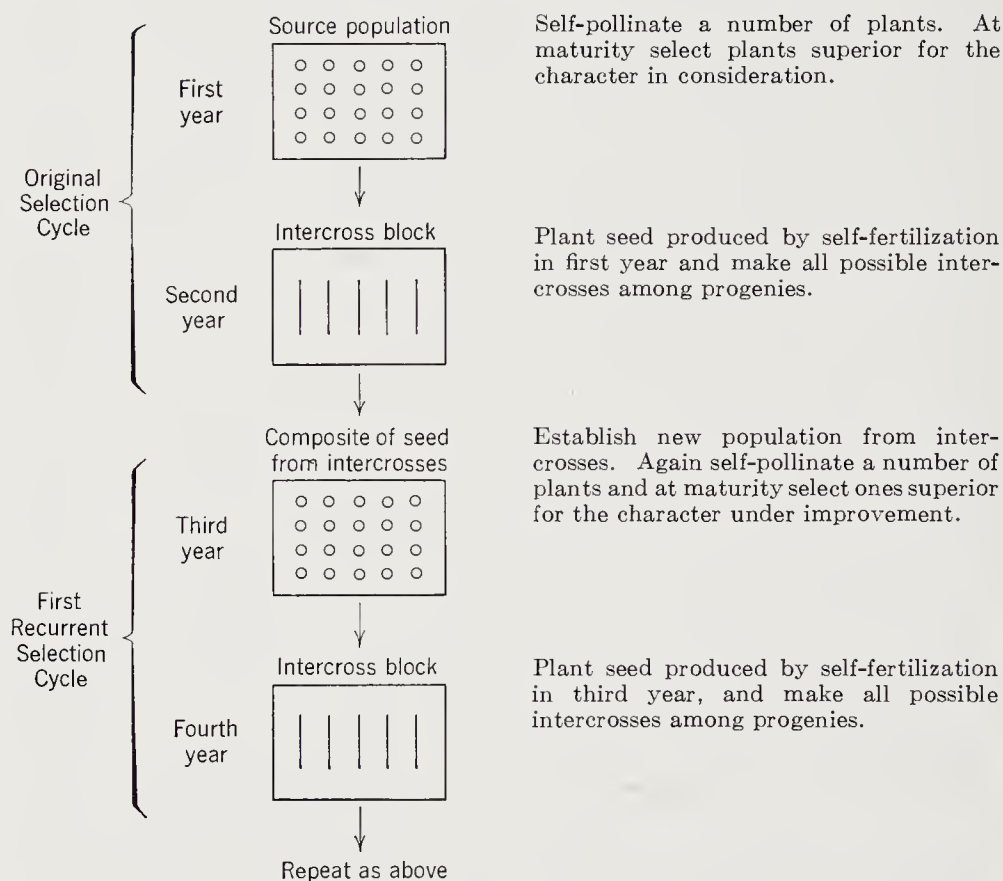 Source population
Self-pollinate a number of plants. At
maturity select plants superior for the
character in consideration.
First
year
Original
Selection
Cycle
Intercross block
Plant seed produced by self-fertilization
in first year and make all possible inter-
crosses among progenies.
Second
year
Composite of seed
from intercrosses
Establish new population from inter-
crosses. Again self-pollinate a number of
plants and at maturity select ones superior
for the character under improvement.
Third
year
First
Recurrent
Selection
Cycle
Intercross block
Plant seed produced by self-fertilization
in third year, and make all possible
intercrosses among progenies.
Fourth
year
Repeat as above